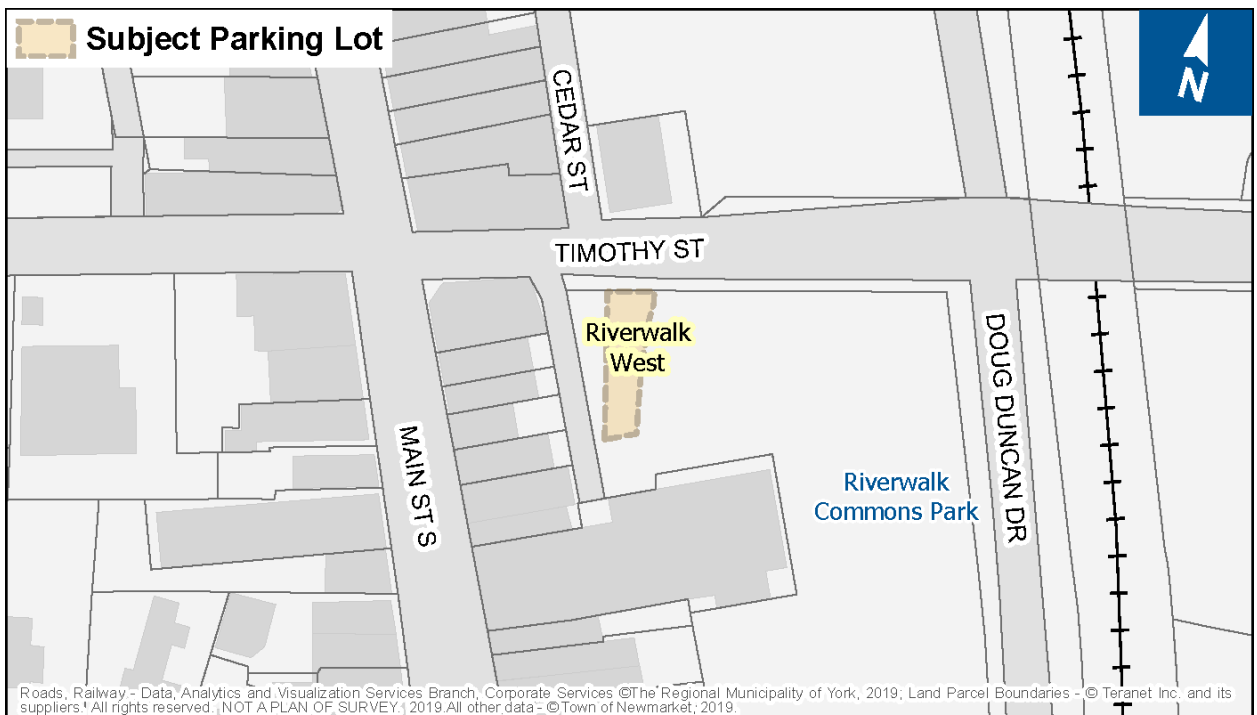 Subject Parking Lot
N
CEDAR ST
TIMOTHY ST
Riverwalk
West
MAIN ST S
DOUG DUNCAN DR
Riverwalk
Commons Park
Roads, Railway - Data, Analytics and Visualization Services Branch, Corporate Services ©The Regional Municipality of York, 2019; Land Parcel Boundaries - © Teranet Inc. and its
suppliers. All rights reserved. NOT A PLAN OF SURVEY. 2019.All other data - © Town of Newmarket, 2019.